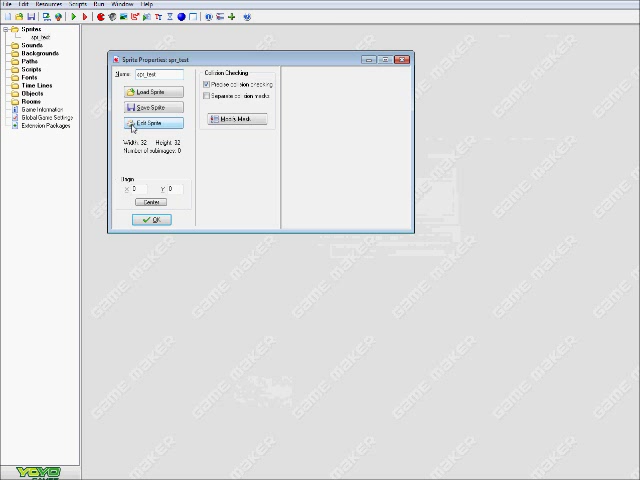 File Edit Resources Scripts Run Window Help
Sprites
spr_test
Sounds
Backgrounds
Paths
Scripts
Fonts
Time Lines
Objects
Rooms
Game Information
Global Game Settings
Extension Packages
Sprite Properties: spr_test
Name: spr_test
Load Sprite
Save Sprite
Edit Sprite
Width: 32 Height: 32
Number of subimages: 0
Origin
X 0 Y 0
Center
OK
Collision Checking
Precise collision checking
Separate collision masks
Modify Mask
GAME MAKER
YOYO
GAMES